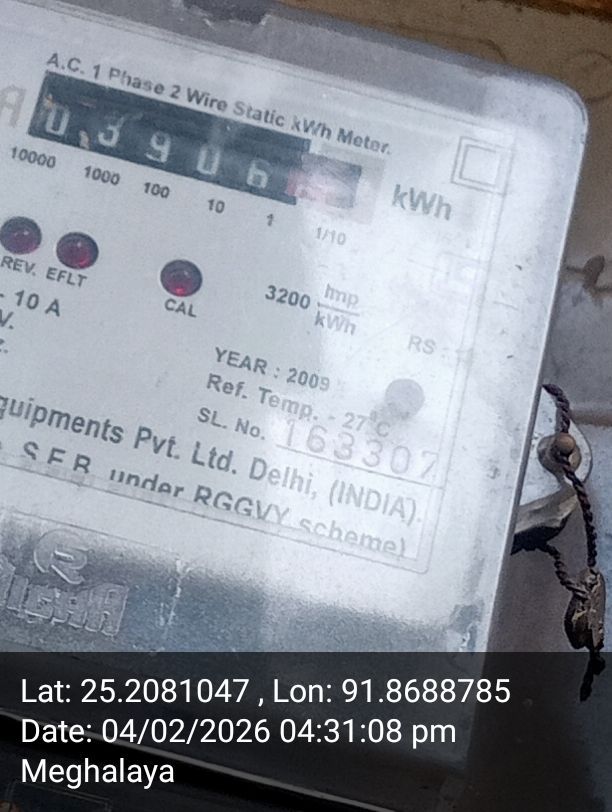 A.C. 1 Phase 2 Wire Static kWh Meter.
0 3 9 0 6
kWh
10000 1000 100 10 1 1/10
REV. EFLT
CAL
3200 Imp/kWh
- 10 A
V.
RS :
YEAR : 2009
Ref. Temp. - 27°C
SL. No. 163307
quipments Pvt. Ltd. Delhi, (INDIA).
S.E.B. under RGGVY scheme)
Lat: 25.2081047 , Lon: 91.8688785
Date: 04/02/2026 04:31:08 pm
Meghalaya